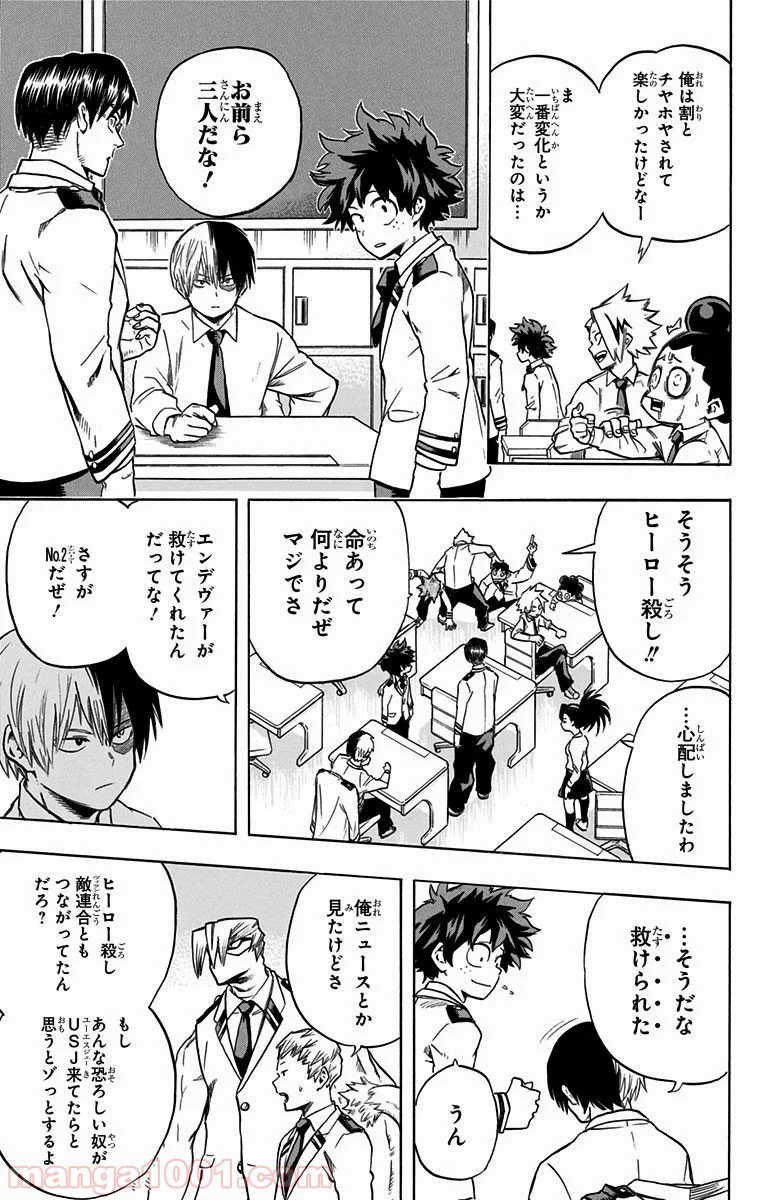 俺は割と
チヤホヤされて
楽しかったけどなー
ま
一番変化というか
大変だったのは…
お前ら
三人だな！
そうそう
ヒーロー殺し!!
…心配しましたわ
命あって
何よりだぜ
マジでさ
エンデヴァーが
救けてくれたん
だってな！
さすが
No.2
だぜ！
…そうだな
救けられた
うん
俺ニュースとか
見たけどさ
ヒーロー殺し
敵連合とも
つながってたん
だろ？
もし
あんな恐ろしい奴が
USJ来てたらと
思うとゾっとするよ
manga1001.com